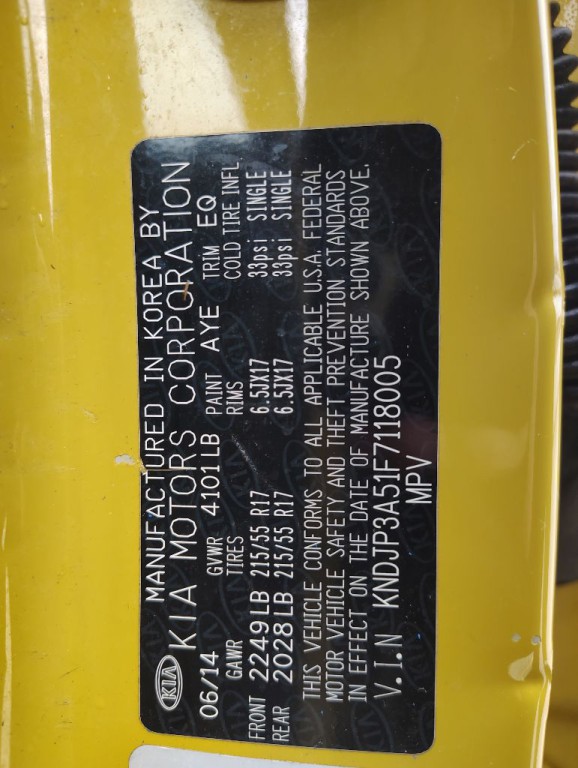 KIA MANUFACTURED IN KOREA BY
KIA MOTORS CORPORATION
06/14 GVWR 4101LB PAINT AYE TRIM EQ
GAWR TIRES RIMS COLD TIRE INFL.
FRONT 2249LB 215/55 R17 6.5JX17 33psi SINGLE
REAR 2028LB 215/55 R17 6.5JX17 33psi SINGLE
THIS VEHICLE CONFORMS TO ALL APPLICABLE U.S.A. FEDERAL
MOTOR VEHICLE SAFETY AND THEFT PREVENTION STANDARDS
IN EFFECT ON THE DATE OF MANUFACTURE SHOWN ABOVE.
V.I.N KNDJP3A51F7118005
MPV